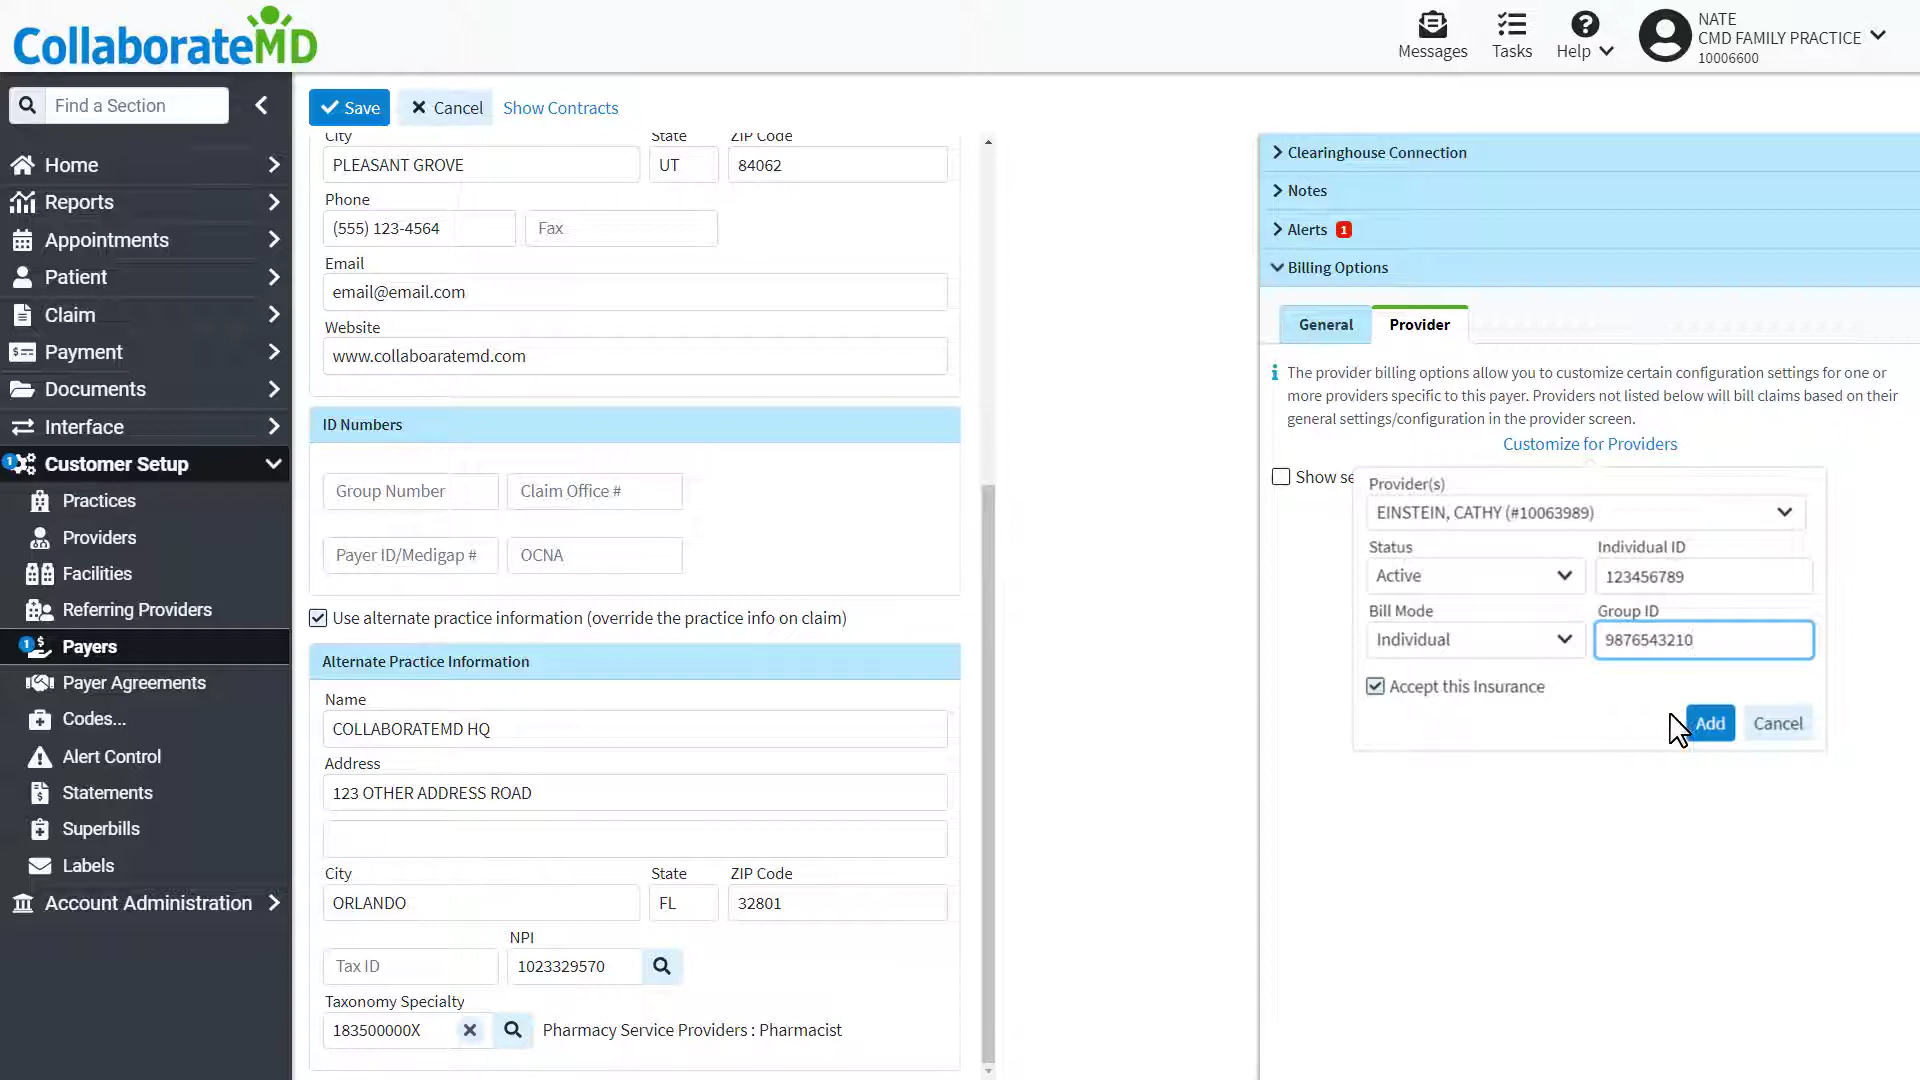 CollaborateMD
Messages
Tasks
Help
NATE
CMD FAMILY PRACTICE
10006600
Find a Section
Home
Reports
Appointments
Patient
Claim
Payment
Documents
Interface
1
Customer Setup
Practices
Providers
Facilities
Referring Providers
1
Payers
Payer Agreements
Codes...
Alert Control
Statements
Superbills
Labels
Account Administration
Save
Cancel
Show Contracts
City
State
ZIP Code
PLEASANT GROVE
UT
84062
Phone
(555) 123-4564
Fax
Email
email@email.com
Website
www.collaboaratemd.com
ID Numbers
Group Number
Claim Office #
Payer ID/Medigap #
OCNA
Use alternate practice information (override the practice info on claim)
Alternate Practice Information
Name
COLLABORATEMD HQ
Address
123 OTHER ADDRESS ROAD
City
State
ZIP Code
ORLANDO
FL
32801
NPI
Tax ID
1023329570
Taxonomy Specialty
183500000X
Pharmacy Service Providers : Pharmacist
Clearinghouse Connection
Notes
Alerts 1
Billing Options
General
Provider
The provider billing options allow you to customize certain configuration settings for one or
more providers specific to this payer. Providers not listed below will bill claims based on their
general settings/configuration in the provider screen.
Customize for Providers
Show se
Provider(s)
EINSTEIN, CATHY (#10063989)
Status
Individual ID
Active
123456789
Bill Mode
Group ID
Individual
9876543210
Accept this Insurance
Add
Cancel